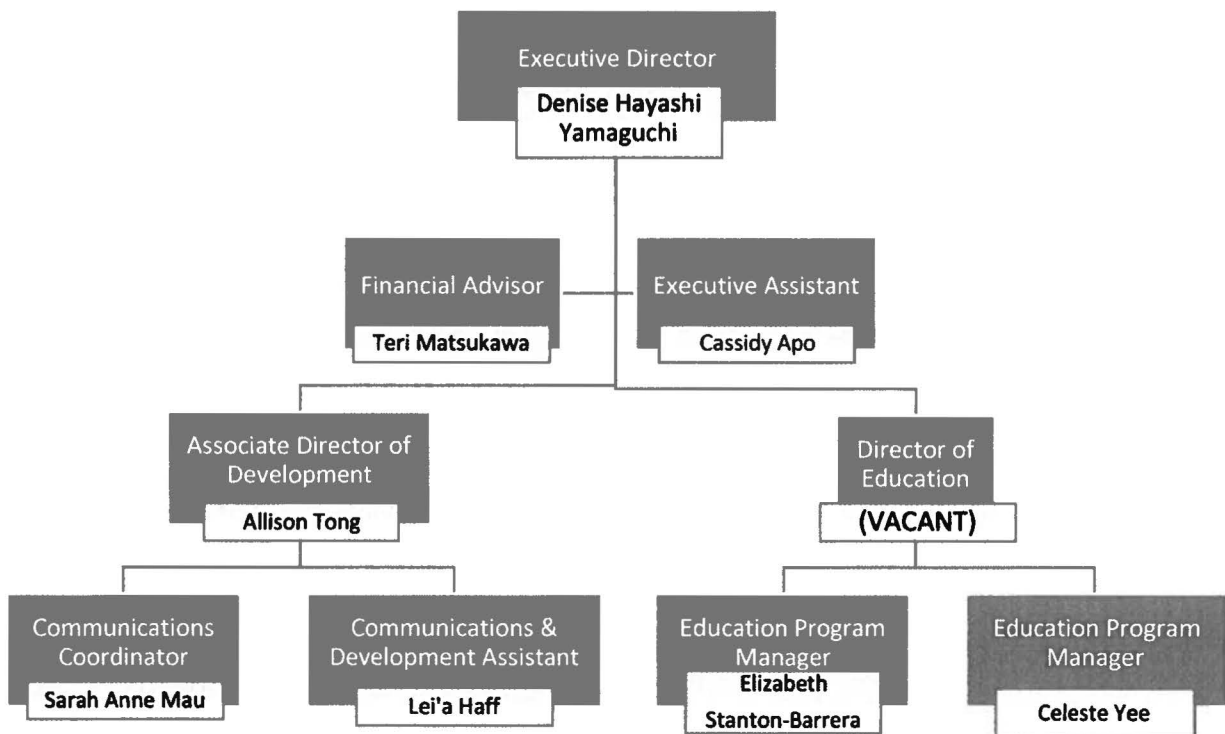 Executive Director
Denise Hayashi
Yamaguchi
Financial Advisor
Teri Matsukawa
Executive Assistant
Cassidy Apo
Associate Director of
Development
Allison Tong
Director of
Education
(VACANT)
Communications
Coordinator
Sarah Anne Mau
Communications &
Development Assistant
Lei'a Haff
Education Program
Manager
Elizabeth
Stanton-Barrera
Education Program
Manager
Celeste Yee